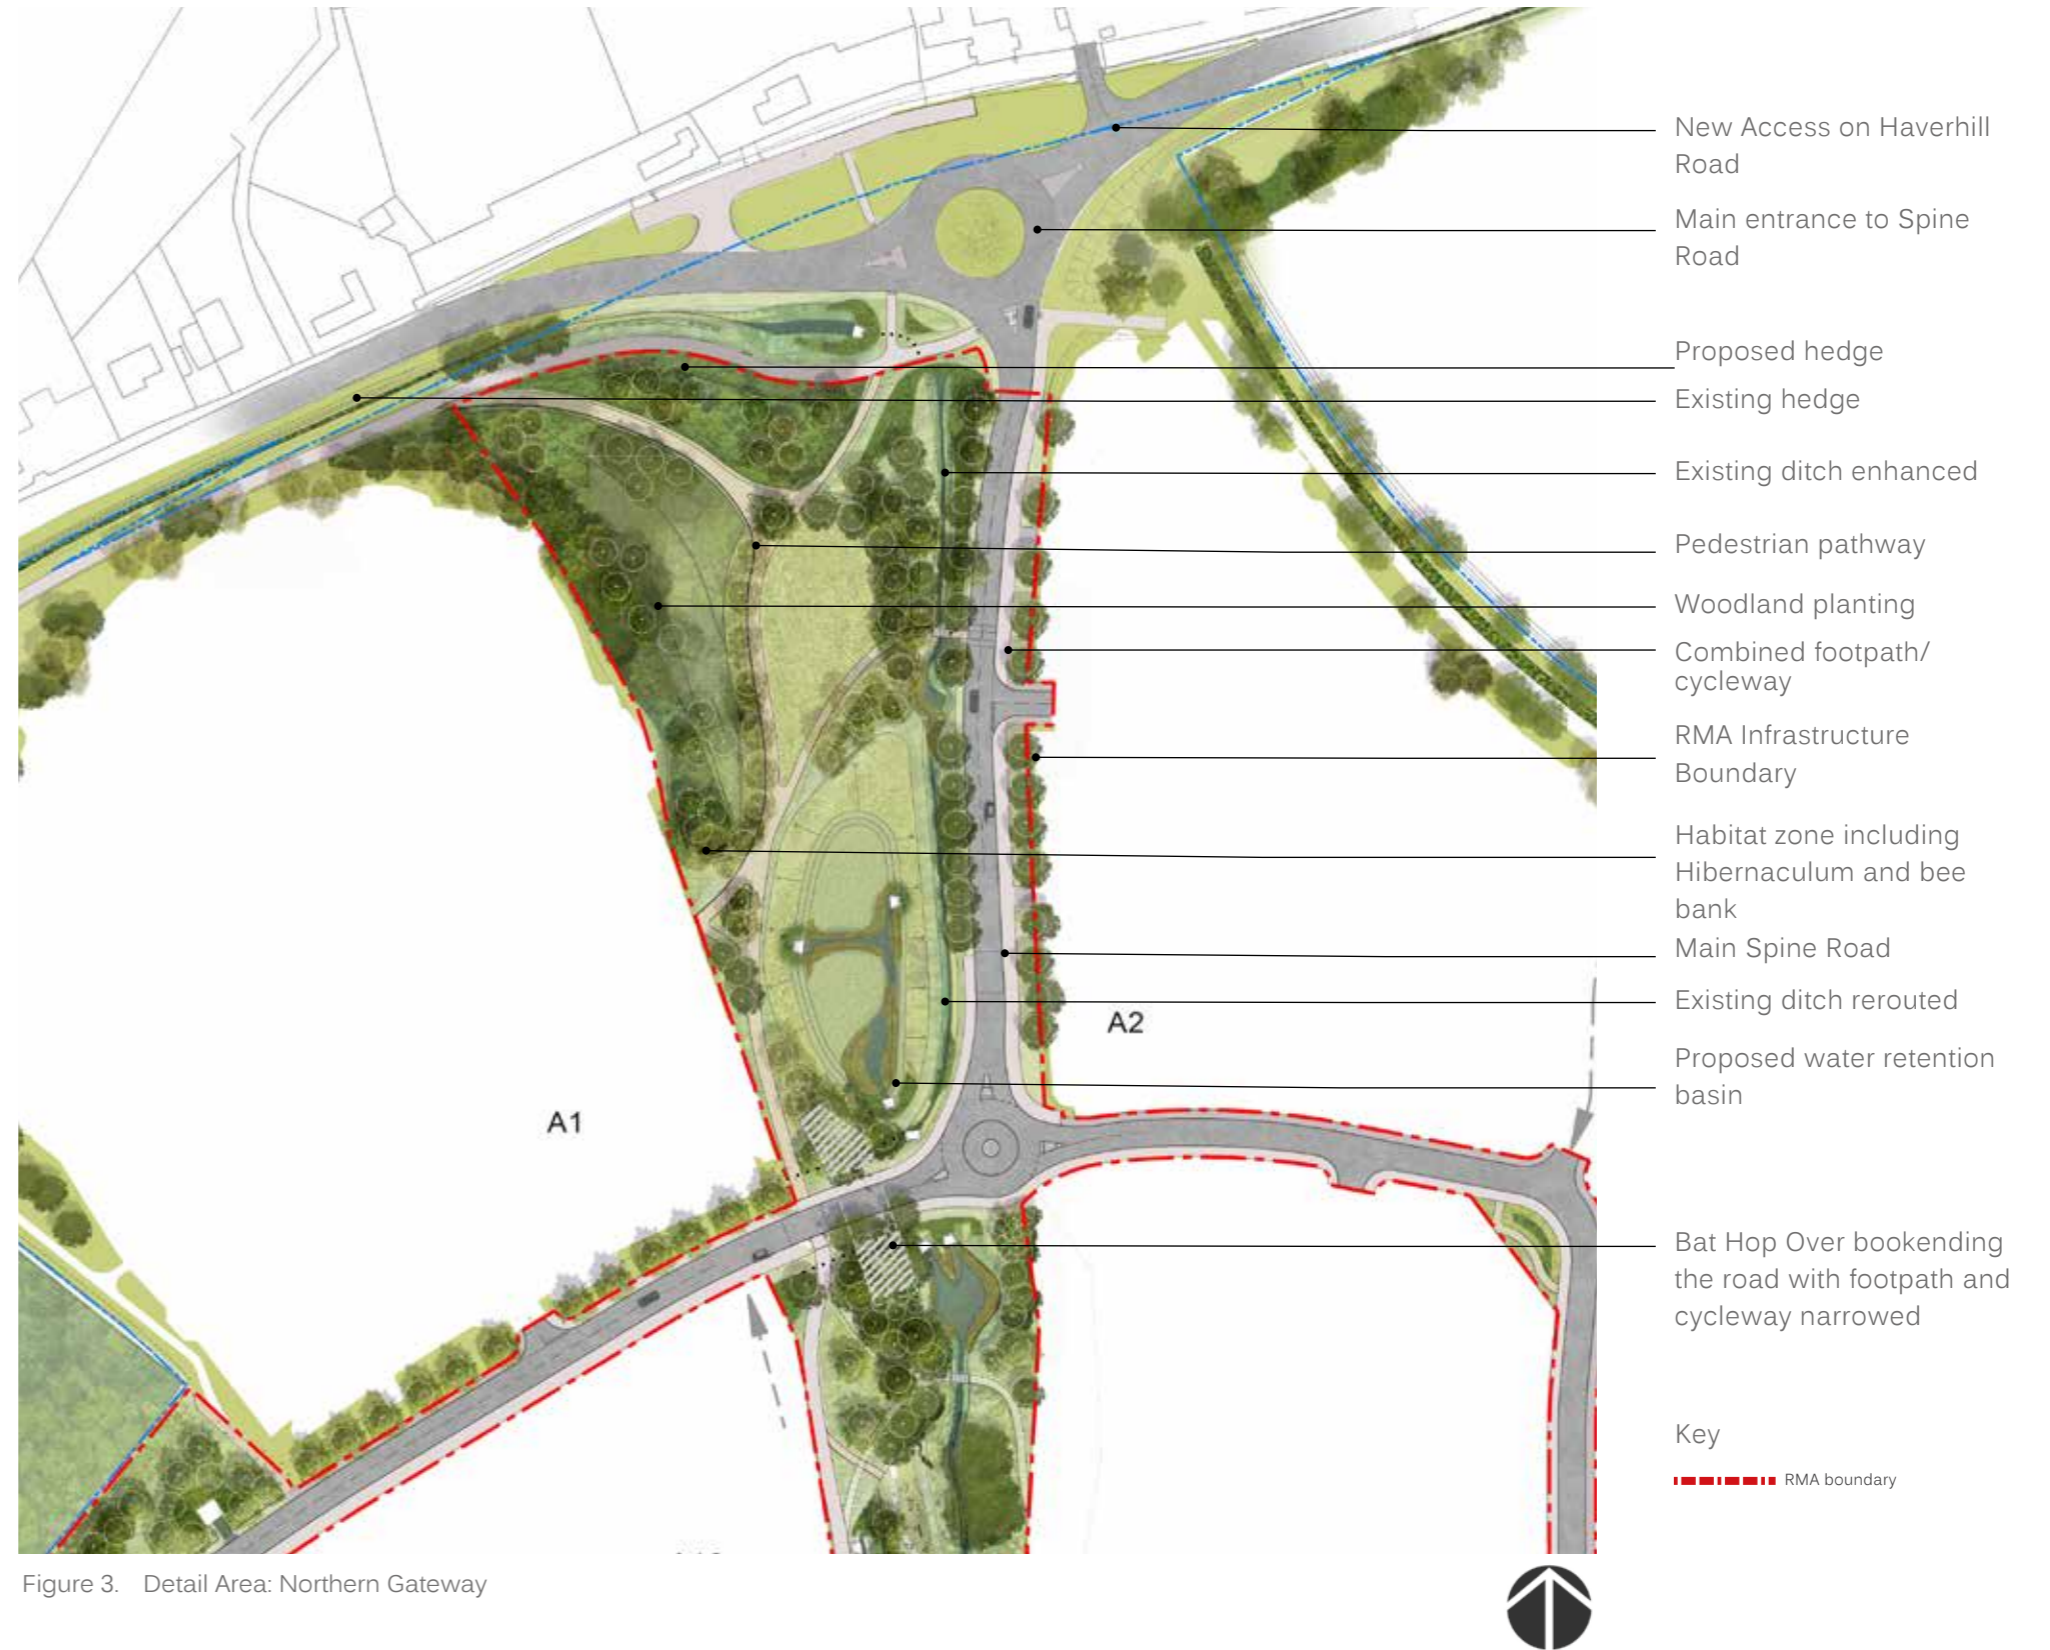 New Access on Haverhill
Road
Main entrance to Spine
Road
Proposed hedge
Existing hedge
Existing ditch enhanced
Pedestrian pathway
Woodland planting
Combined footpath/
cycleway
RMA Infrastructure
Boundary
Habitat zone including
Hibernaculum and bee
bank
Main Spine Road
Existing ditch rerouted
A2
Proposed water retention
basin
A1
Bat Hop Over bookending
the road with footpath and
cycleway narrowed
Key
RMA boundary
Figure 3. Detail Area: Northern Gateway